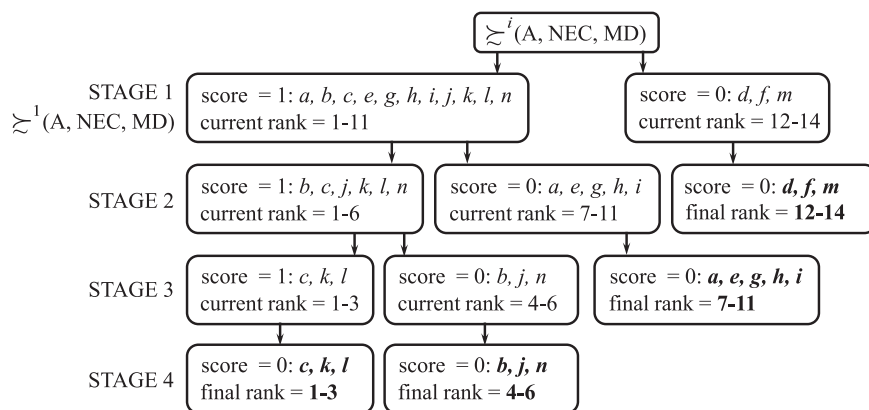 ≿ⁱ(A, NEC, MD)
STAGE 1
≿¹(A, NEC, MD)
score = 1: a, b, c, e, g, h, i, j, k, l, n
current rank = 1-11
score = 0: d, f, m
current rank = 12-14
STAGE 2
score = 1: b, c, j, k, l, n
current rank = 1-6
score = 0: a, e, g, h, i
current rank = 7-11
score = 0: d, f, m
final rank = 12-14
STAGE 3
score = 1: c, k, l
current rank = 1-3
score = 0: b, j, n
current rank = 4-6
score = 0: a, e, g, h, i
final rank = 7-11
STAGE 4
score = 0: c, k, l
final rank = 1-3
score = 0: b, j, n
final rank = 4-6